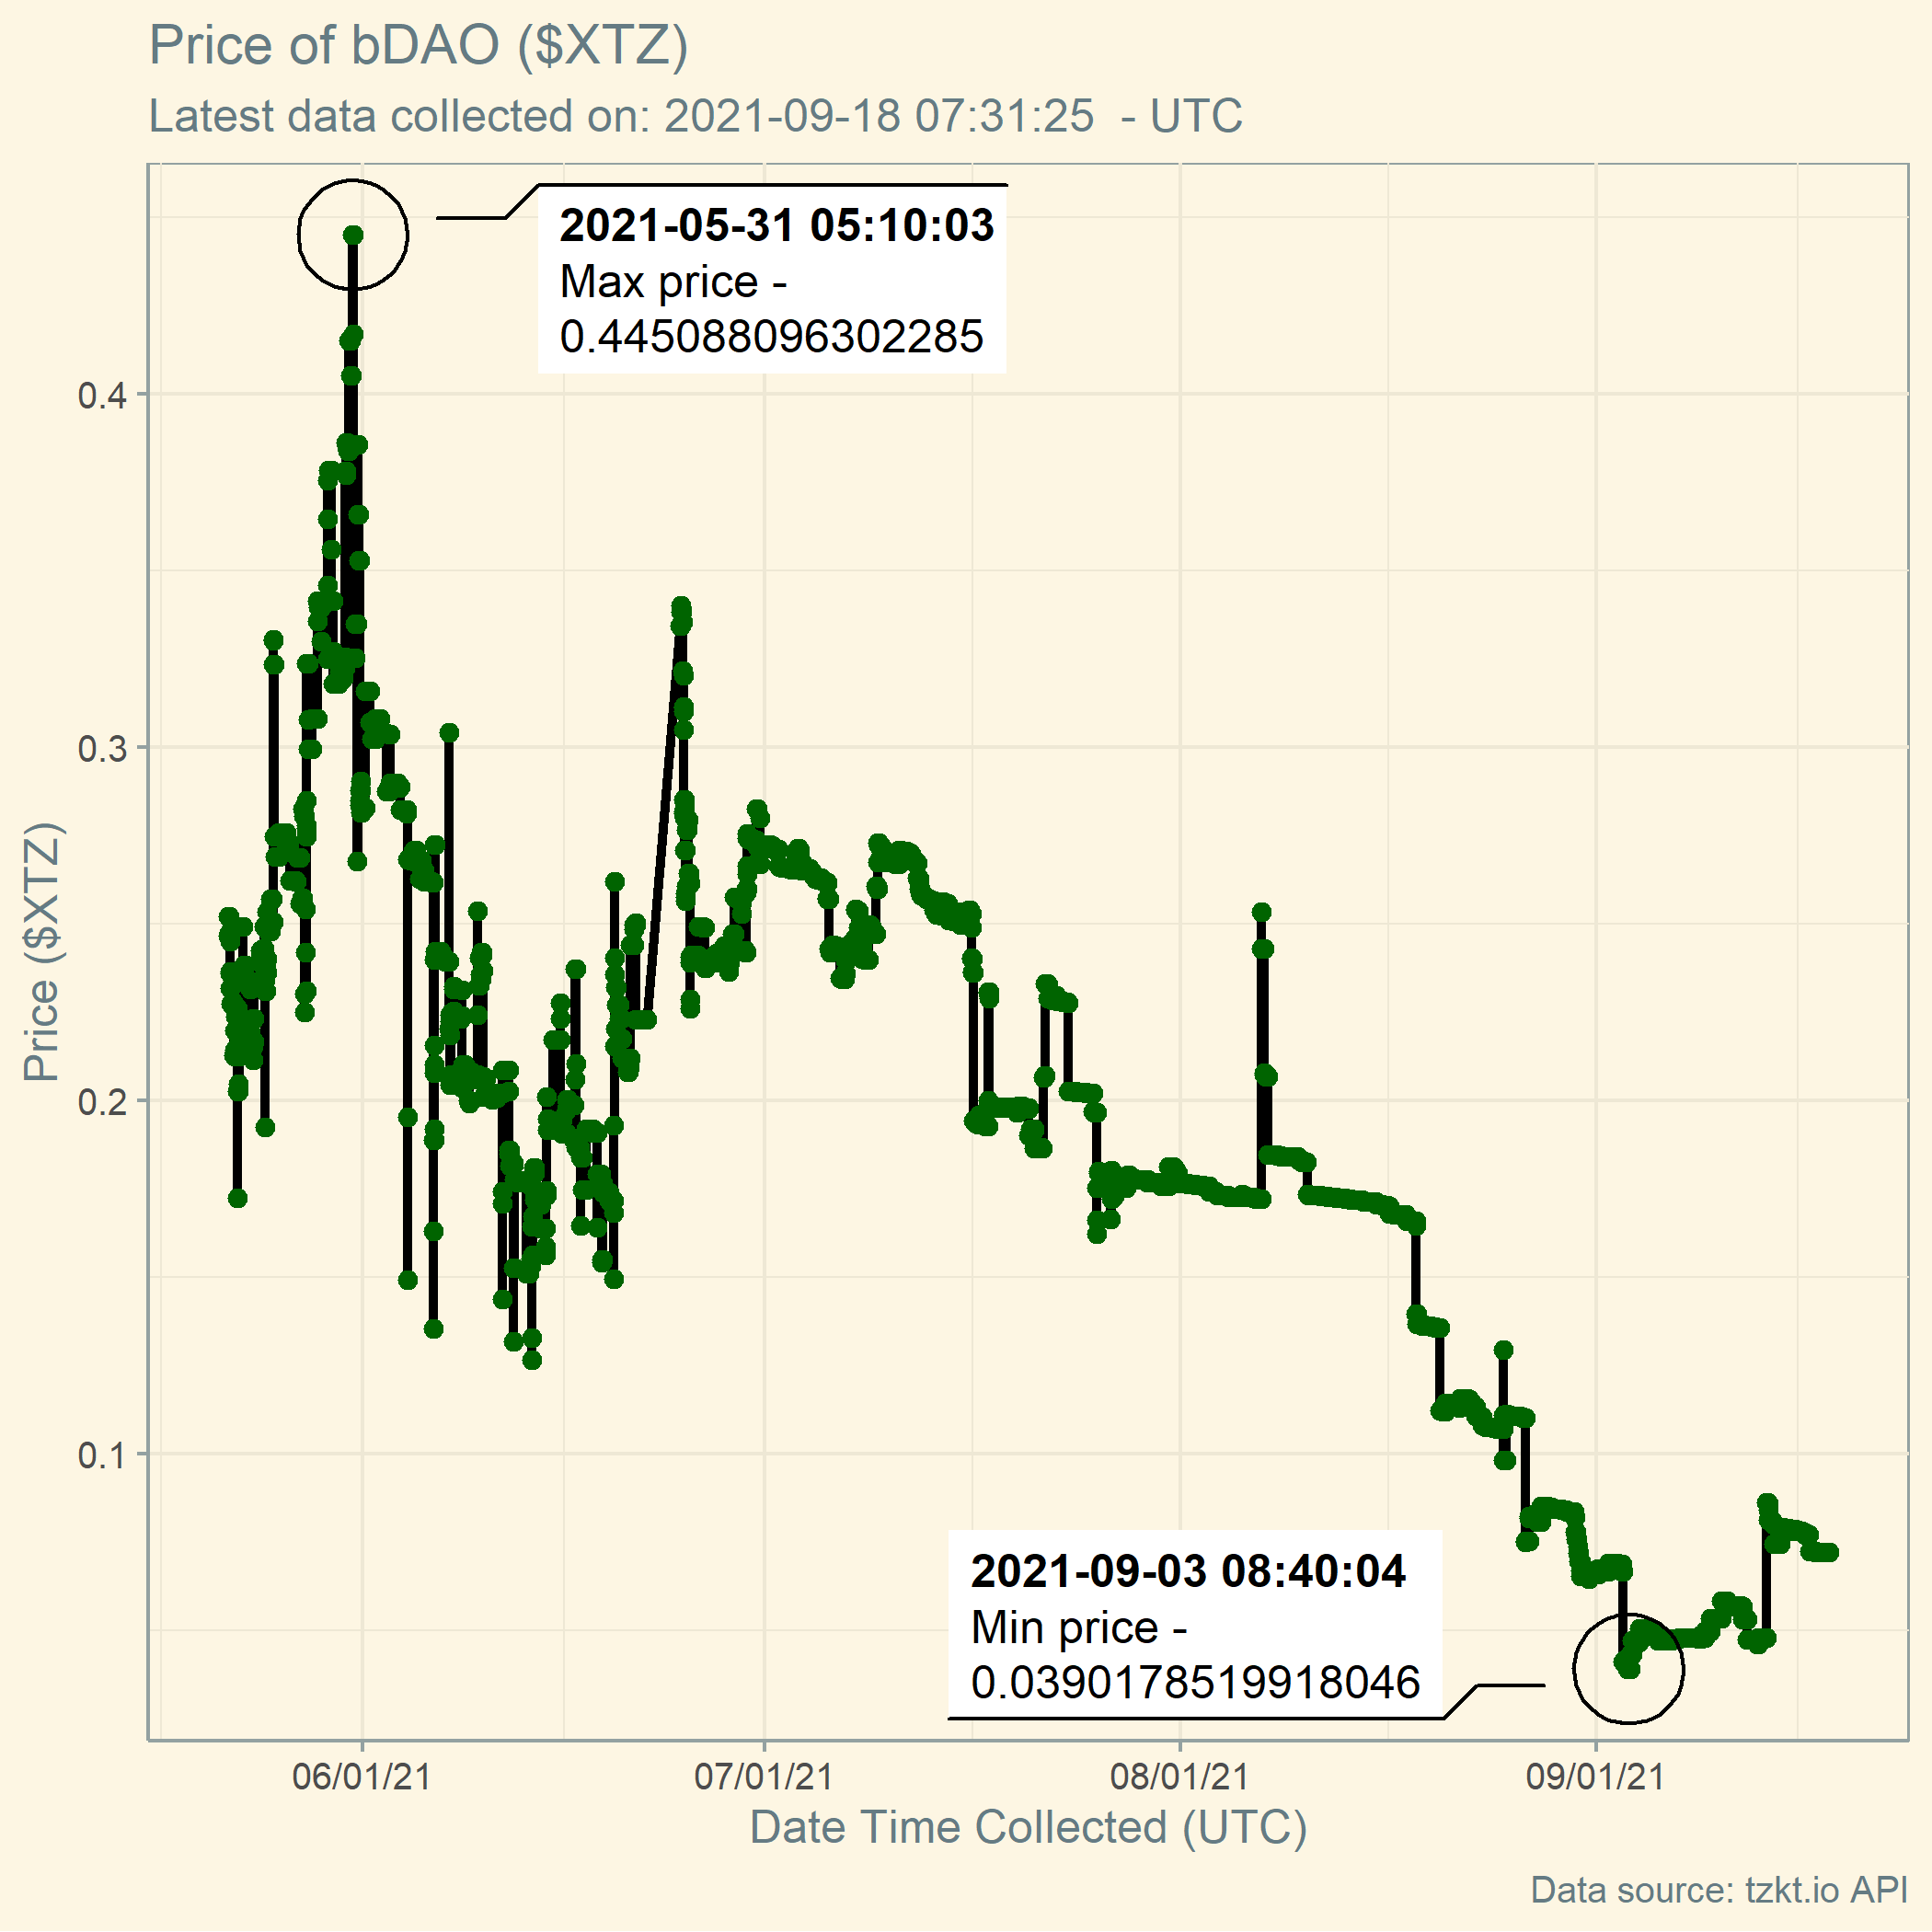 Price of bDAO ($XTZ)
Latest data collected on: 2021-09-18 07:31:25  - UTC
2021-05-31 05:10:03
Max price -
0.445088096302285
0.4
0.3
0.2
0.1
Price ($XTZ)
2021-09-03 08:40:04
Min price -
0.0390178519918046
06/01/21
07/01/21
08/01/21
09/01/21
Date Time Collected (UTC)
Data source: tzkt.io API